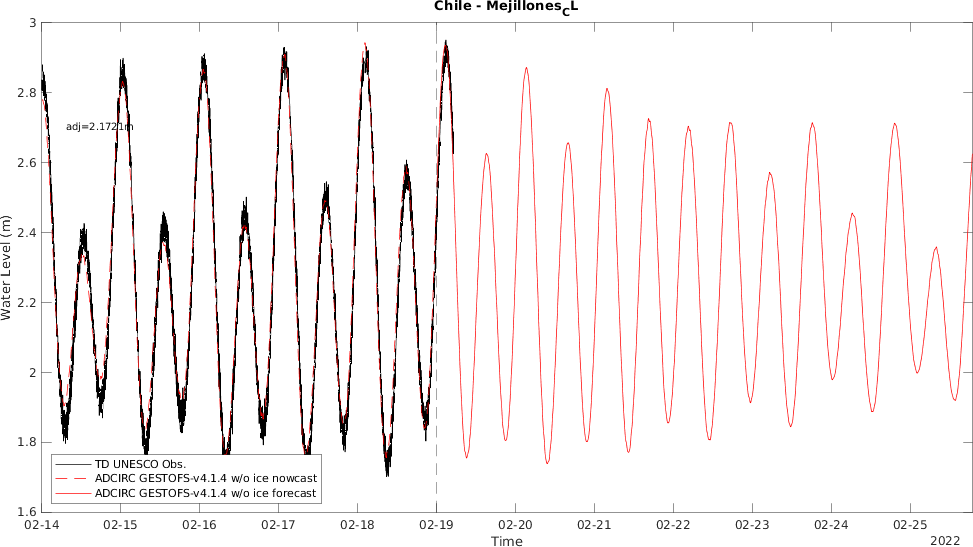 Chile - Mejillones_CL
3
2.8
2.6
2.4
2.2
2
1.8
1.6
Water Level (m)
adj=2.1721m
TD UNESCO Obs.
ADCIRC GESTOFS-v4.1.4 w/o ice nowcast
ADCIRC GESTOFS-v4.1.4 w/o ice forecast
02-14 02-15 02-16 02-17 02-18 02-19 02-20 02-21 02-22 02-23 02-24 02-25
Time
2022